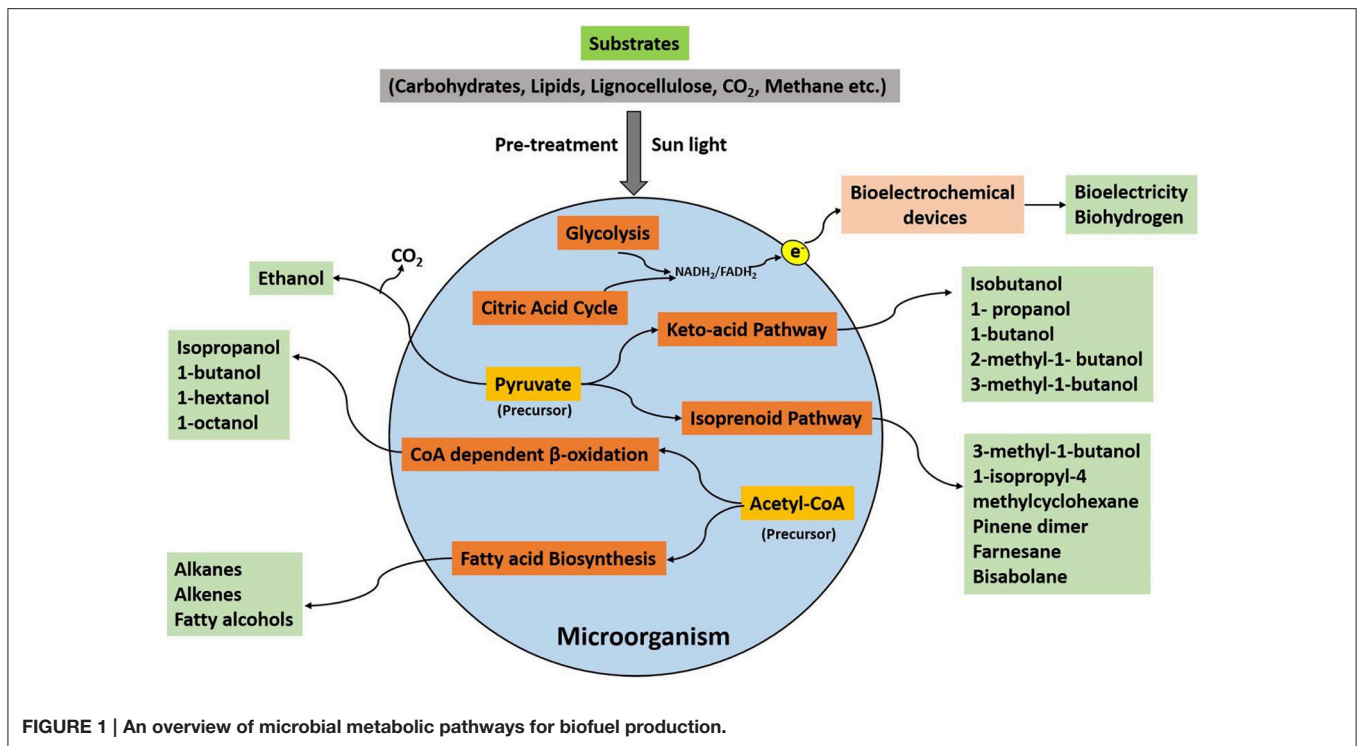 Substrates
(Carbohydrates, Lipids, Lignocellulose, CO₂, Methane etc.)
Pre-treatment
Sun light
Bioelectrochemical
devices
Bioelectricity
Biohydrogen
Glycolysis
e⁻
NADH₂/FADH₂
CO₂
Ethanol
Citric Acid Cycle
Keto-acid Pathway
Isobutanol
1- propanol
1-butanol
2-methyl-1- butanol
3-methyl-1-butanol
Isopropanol
1-butanol
1-hextanol
1-octanol
Pyruvate
(Precursor)
Isoprenoid Pathway
CoA dependent β-oxidation
3-methyl-1-butanol
1-isopropyl-4
methylcyclohexane
Pinene dimer
Farnesane
Bisabolane
Acetyl-CoA
(Precursor)
Fatty acid Biosynthesis
Alkanes
Alkenes
Fatty alcohols
Microorganism
FIGURE 1 | An overview of microbial metabolic pathways for biofuel production.